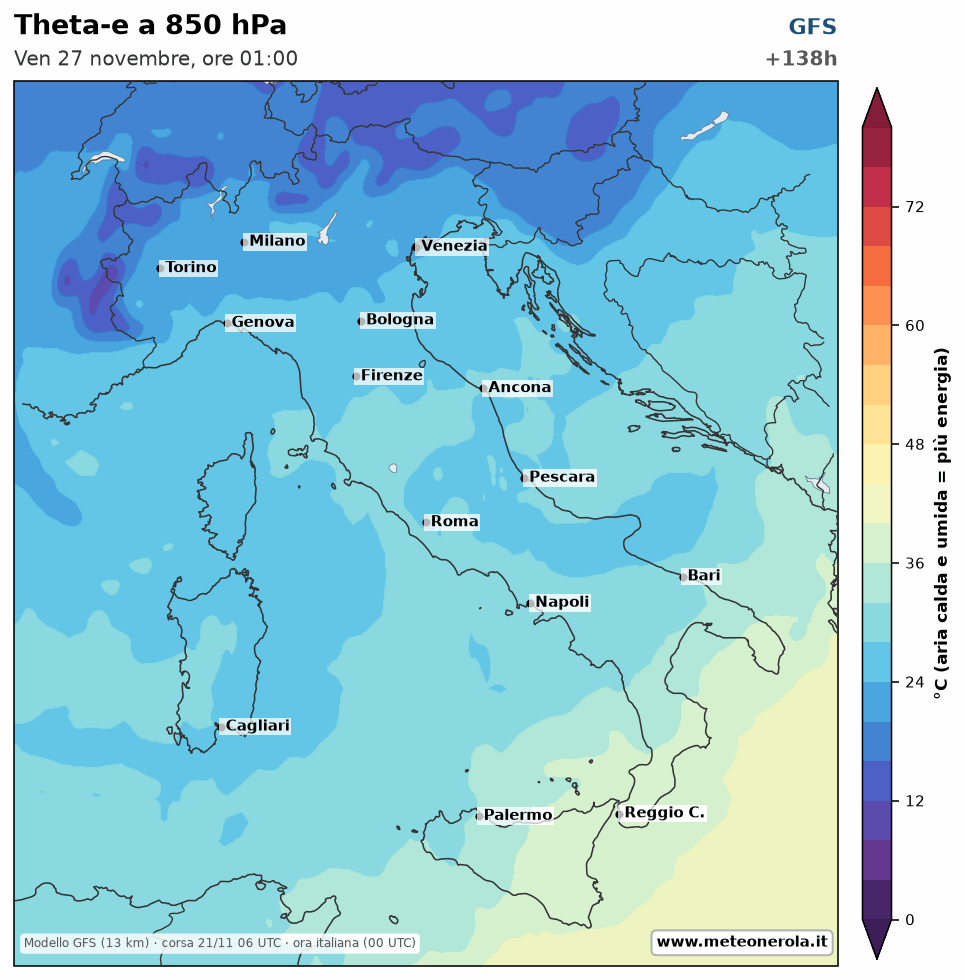 Theta-e a 850 hPa
GFS
Ven 27 novembre, ore 01:00
+138h
Milano
Venezia
Torino
Genova
Bologna
Firenze
Ancona
Pescara
Roma
Bari
Napoli
Cagliari
Palermo
Reggio C.
72
60
48
36
24
12
0
°C (aria calda e umida = più energia)
Modello GFS (13 km) · corsa 21/11 06 UTC · ora italiana (00 UTC)
www.meteonerola.it